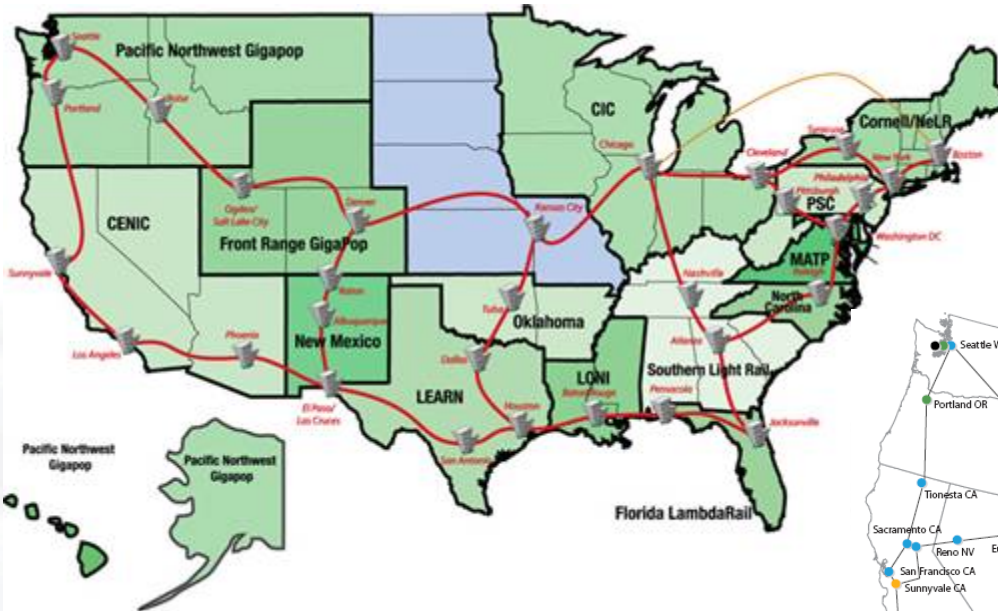 Seattle
Pacific Northwest Gigapop
Portland
Boise
CIC
Chicago
Cornell/NeLR
Syracuse
Cleveland
New York
Boston
Philadelphia
Pittsburgh
PSC
Ogden/
Salt Lake City
Denver
Kansas City
CENIC
Front Range GigaPop
Washington DC
MATP
Raleigh
Sunnyvale
Raton
Nashville
Albuquerque
Tulsa
North
Carolina
Oklahoma
Phoenix
New Mexico
Los Angeles
Dallas
Atlanta
Southern Light Rail
LONI
LEARN
Baton Rouge
Pensacola
El Paso/
Las Cruces
Houston
Jacksonville
San Antonio
Pacific Northwest
Gigapop
Pacific Northwest
Gigapop
Florida LambdaRail
Seattle W
Portland OR
Tionesta CA
Sacramento CA
Reno NV
San Francisco CA
Sunnyvale CA